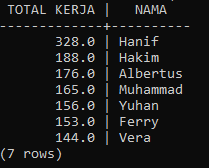 TOTAL KERJA | NAMA
-------------+----------
328.0 | Hanif
188.0 | Hakim
176.0 | Albertus
165.0 | Muhammad
156.0 | Yuhan
153.0 | Ferry
144.0 | Vera
(7 rows)